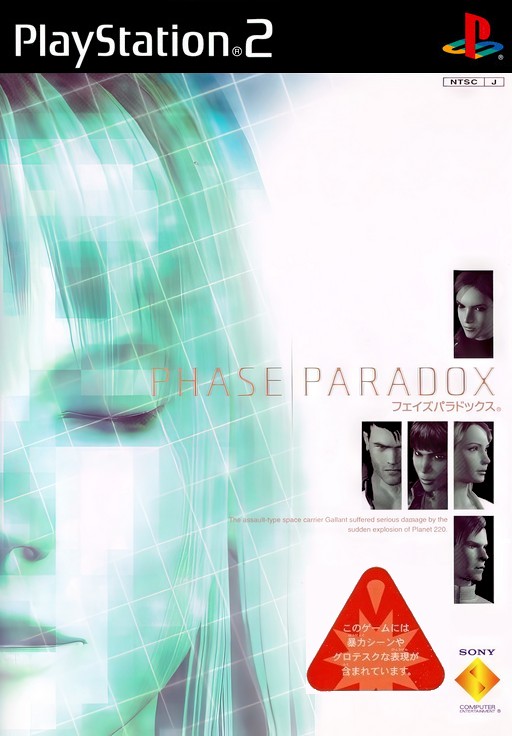 PlayStation®2
NTSC J
PHASE PARADOX
フェイズパラドックス®
The assault-type space carrier Gallant suffered serious damage by the
sudden explosion of Planet 220.
このゲームには
暴力シーンや
グロテスクな表現が
含まれています。
SONY
COMPUTER
ENTERTAINMENT®